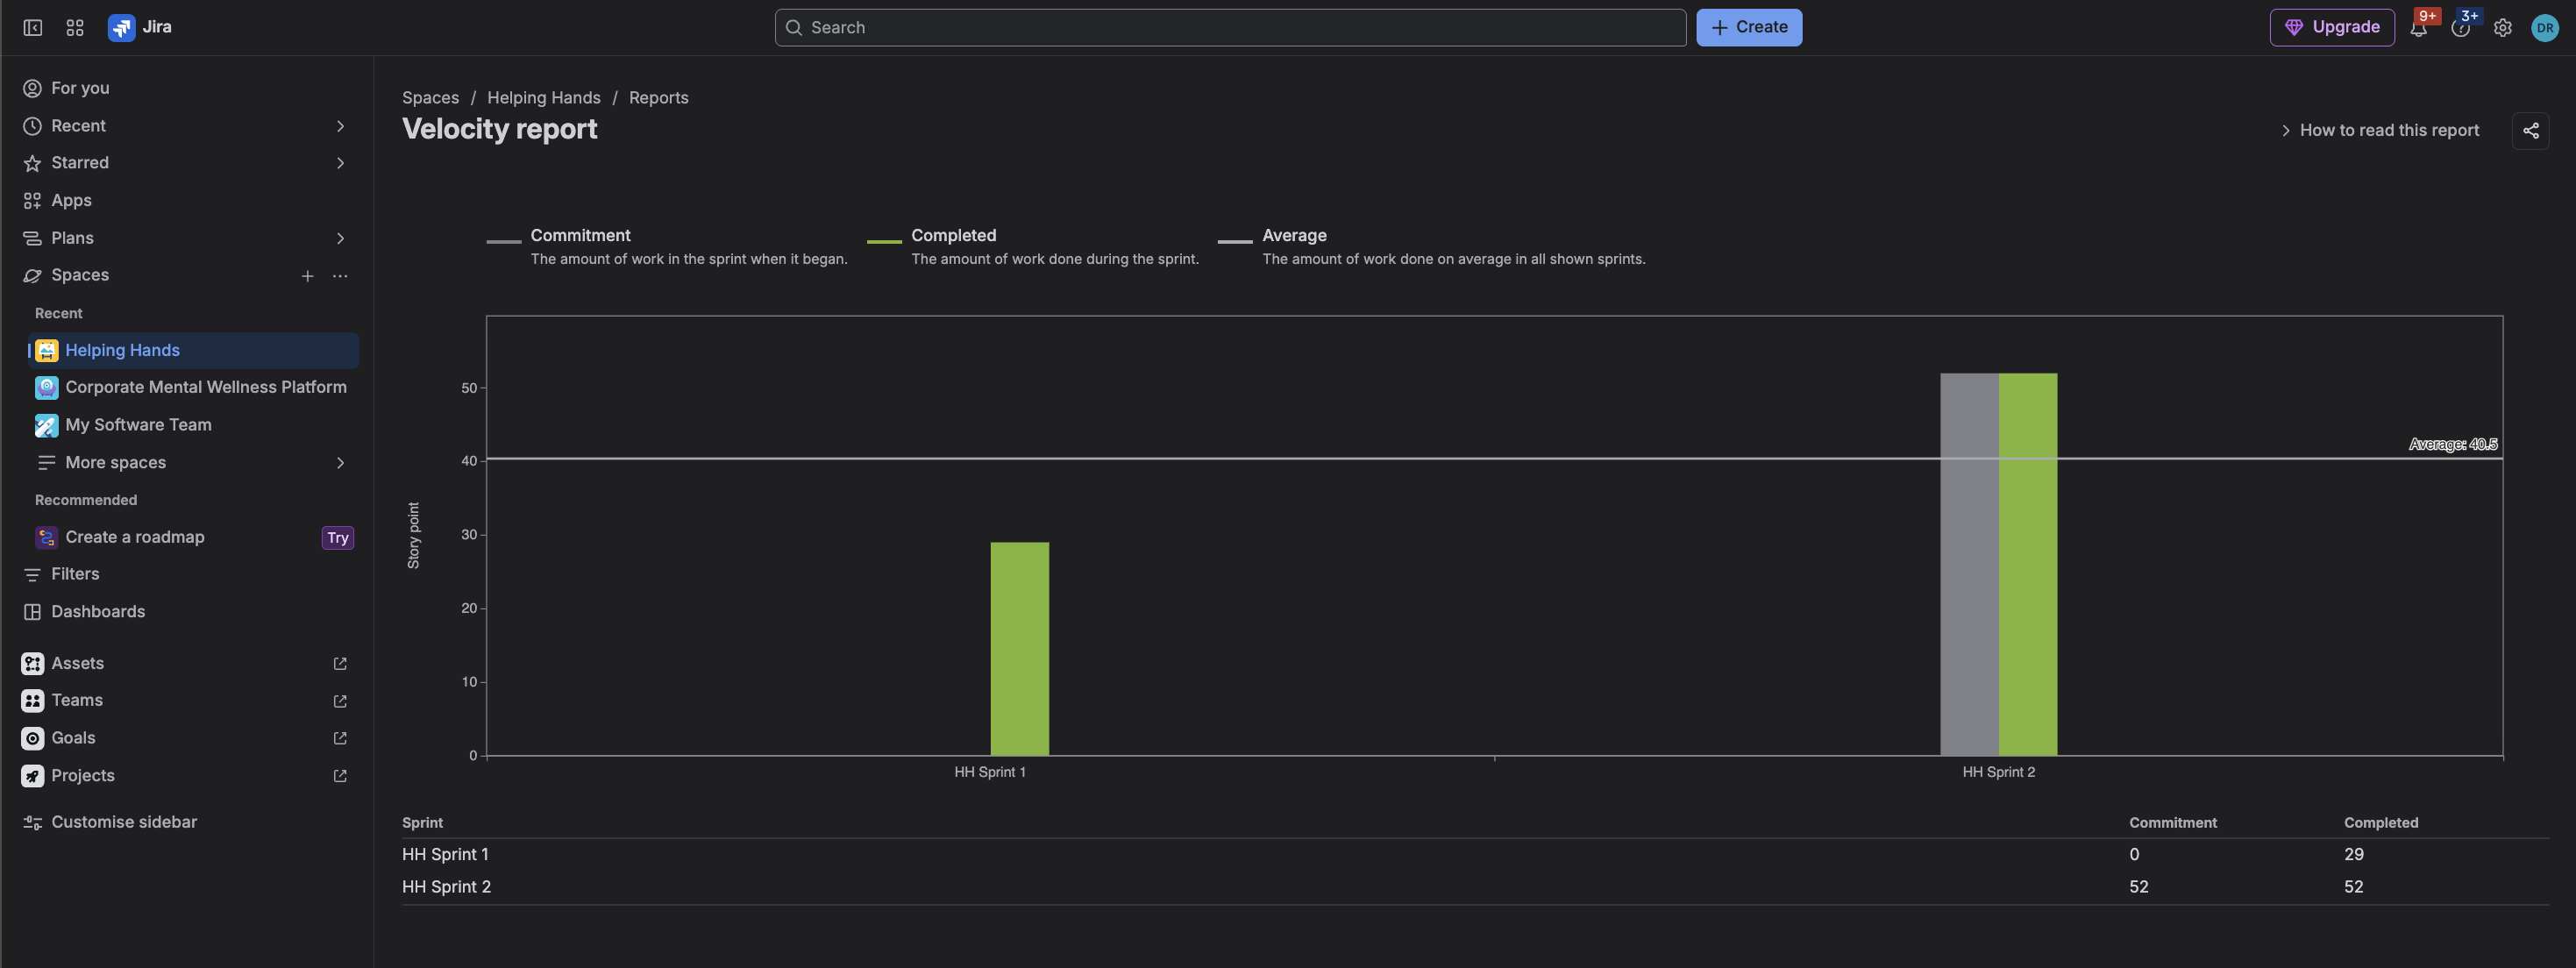 Jira
Search
Create
Upgrade
9+
3+
DR
For you
Recent
Starred
Apps
Plans
Spaces
Recent
Helping Hands
Corporate Mental Wellness Platform
My Software Team
More spaces
Recommended
Create a roadmap
Try
Filters
Dashboards
Assets
Teams
Goals
Projects
Customise sidebar
Spaces / Helping Hands / Reports
Velocity report
How to read this report
Commitment
The amount of work in the sprint when it began.
Completed
The amount of work done during the sprint.
Average
The amount of work done on average in all shown sprints.
Story point
50
40
30
20
10
0
Average: 40.5
HH Sprint 1
HH Sprint 2
Sprint Commitment Completed
HH Sprint 1 0 29
HH Sprint 2 52 52